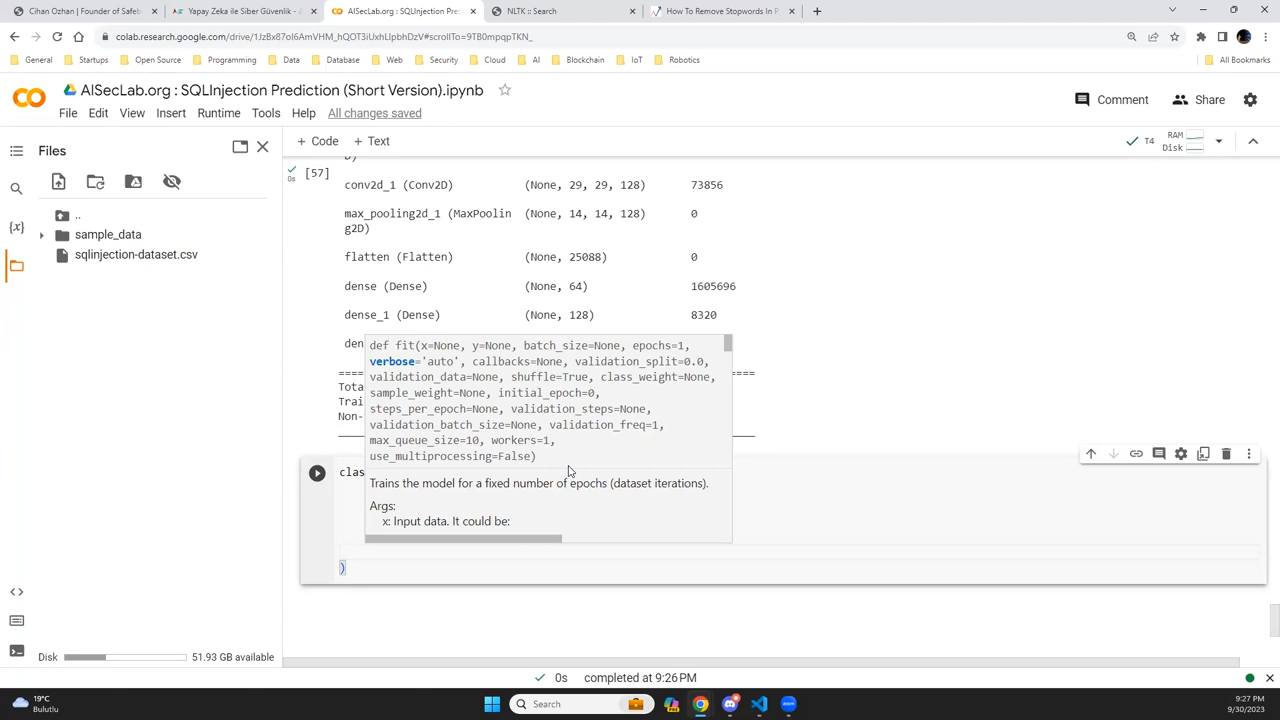 Cihan Ozhan | Founder of Safeb
Yapay Zeka ile Siber Güvenlik - A
AISecLab.org : SQLInjection Pred
NLTK :: Search
How To Remove Stopwords In P
colab.research.google.com/drive/1JzBx87oI6AmVHM_hQOT3iUxhLlpbhDzV#scrollTo=9TB0mpqpTKN_
General
Startups
Open Source
Programming
Data
Database
Web
Security
Cloud
AI
Blockchain
IoT
Robotics
All Bookmarks
AISecLab.org : SQLInjection Prediction (Short Version).ipynb
File Edit View Insert Runtime Tools Help All changes saved
Comment
Share
Files
+ Code + Text
T4
RAM
Disk
..
sample_data
sqlinjection-dataset.csv
{x}
D)
[57]
0s
conv2d_1 (Conv2D) (None, 29, 29, 128) 73856
max_pooling2d_1 (MaxPoolin (None, 14, 14, 128) 0
g2D)
flatten (Flatten) (None, 25088) 0
dense (Dense) (None, 64) 1605696
dense_1 (Dense) (None, 128) 8320
den
Tota
Trai
Non-
def fit(x=None, y=None, batch_size=None, epochs=1,
verbose='auto', callbacks=None, validation_split=0.0,
validation_data=None, shuffle=True, class_weight=None,
sample_weight=None, initial_epoch=0,
steps_per_epoch=None, validation_steps=None,
validation_batch_size=None, validation_freq=1,
max_queue_size=10, workers=1,
use_multiprocessing=False)
Trains the model for a fixed number of epochs (dataset iterations).
Args:
x: Input data. It could be:
clas
)
Disk
51.93 GB available
0s completed at 9:26 PM
19°C
Bulutlu
Search
9:27 PM
9/30/2023